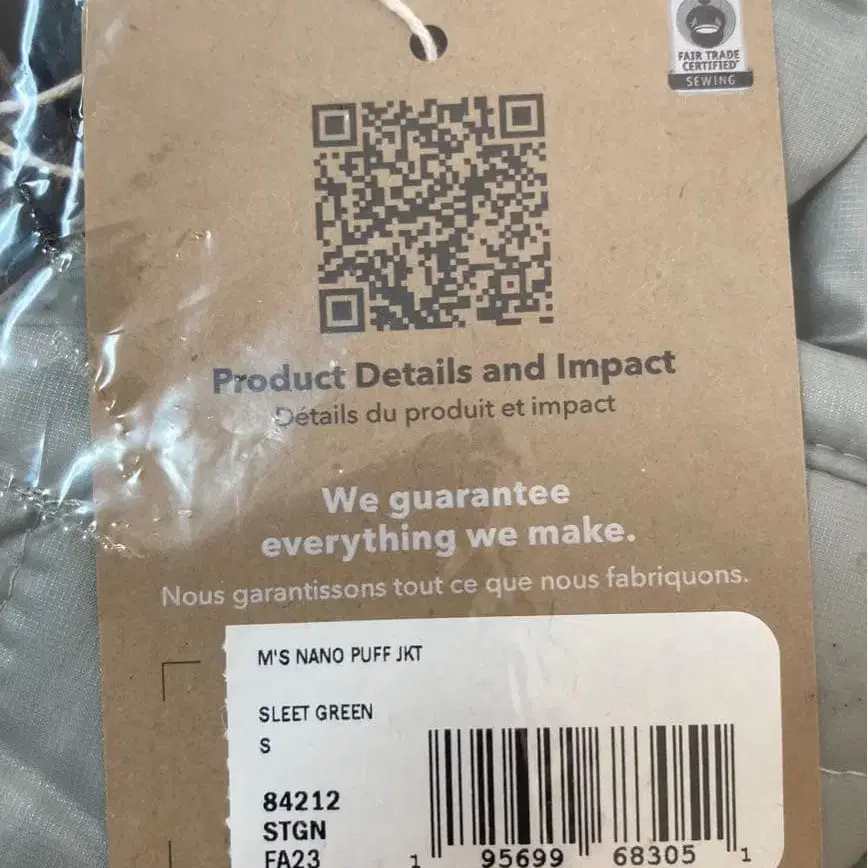 FAIR TRADE
CERTIFIED
SEWING
Product Details and Impact
Détails du produit et impact
We guarantee
everything we make.
Nous garantissons tout ce que nous fabriquons.
M'S NANO PUFF JKT
SLEET GREEN
S
84212
STGN
FA23
1 95699 68305 1